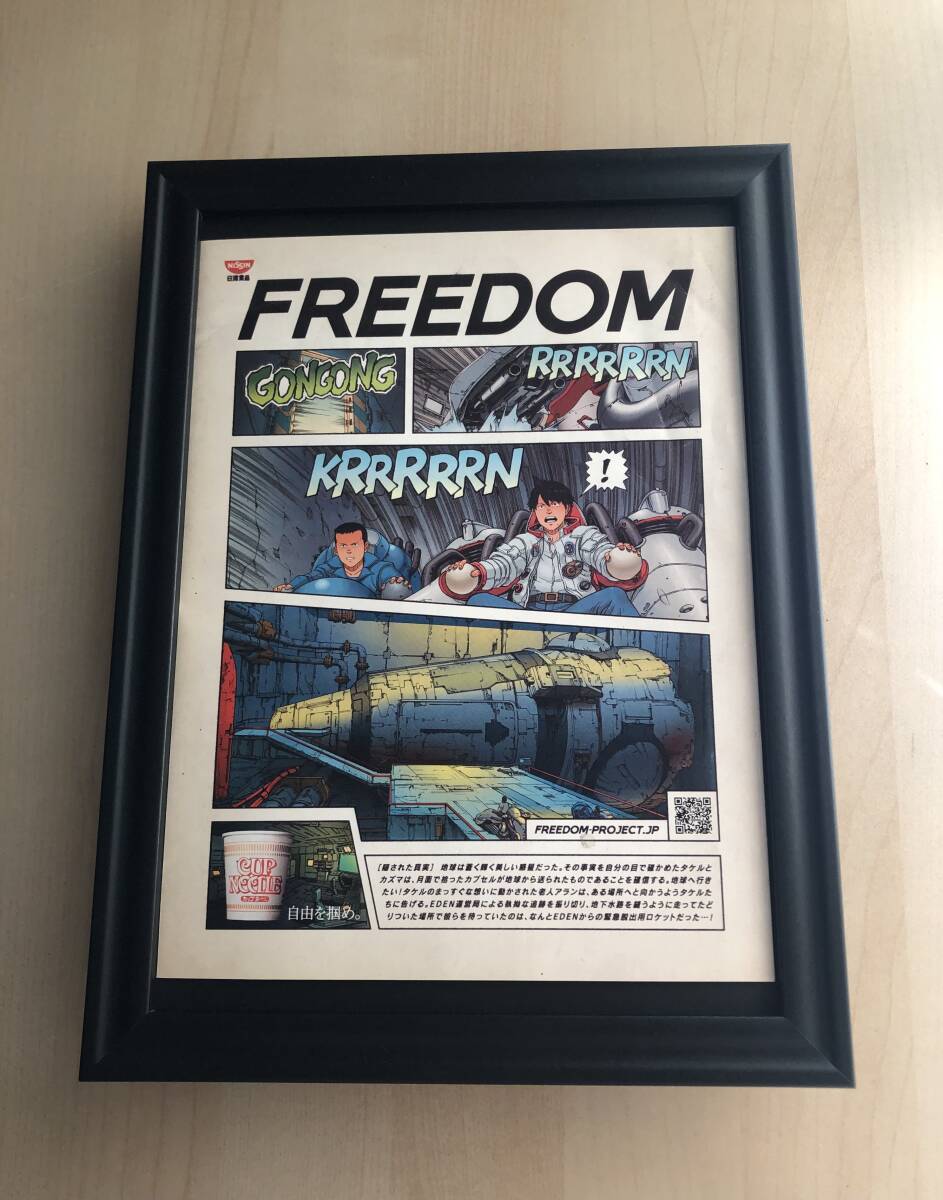 NISSIN
日清食品
FREEDOM
GONGONG
RRRRRRN
KRRRRRN
!
FREEDOM-PROJECT.JP
CUP
NOODLE
カップヌードル
自由を掴め。
[隠された真実] 地球は蒼く輝く美しい惑星だった。その事実を自分の目で確かめたタケルと
カズマは、月面で拾ったカプセルが地球から送られたものであることを確信する。地球へ行き
たい!タケルのまっすぐな想いに動かされた老人アランは、ある場所へと向かうようタケルた
ちに告げる。EDEN運営局による執拗な追跡を振り切り、地下水路を縫うように走ってたど
りついた場所で彼らを待っていたのは、なんとEDENからの緊急脱出用ロケットだった…!